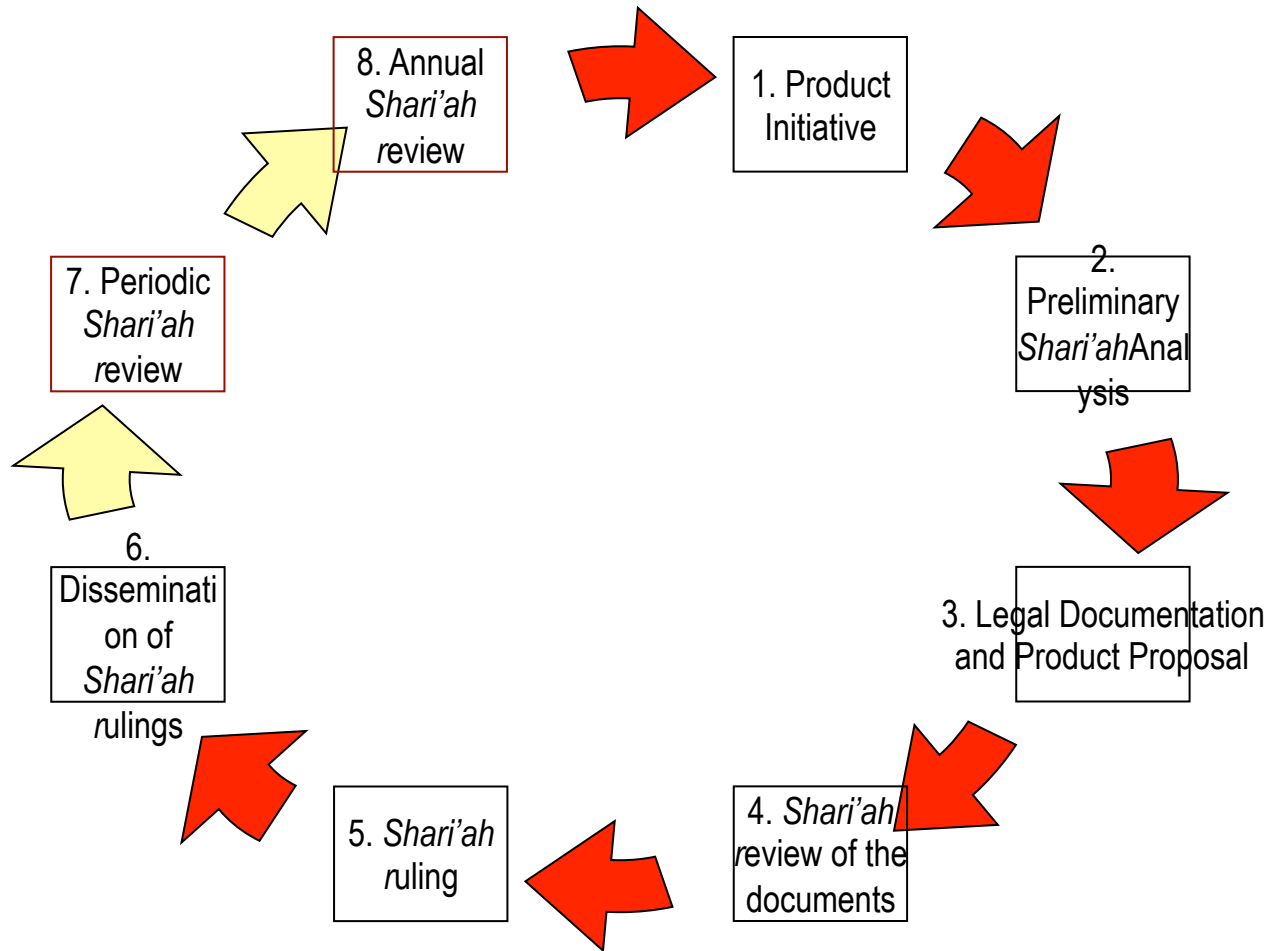 1. Product
Initiative
2.
Preliminary
Shari’ahAnal
ysis
3. Legal Documentation
and Product Proposal
4. Shari’ah
review of the
documents
5. Shari’ah
ruling
6.
Disseminati
on of
Shari’ah
rulings
7. Periodic
Shari’ah
review
8. Annual
Shari’ah
review